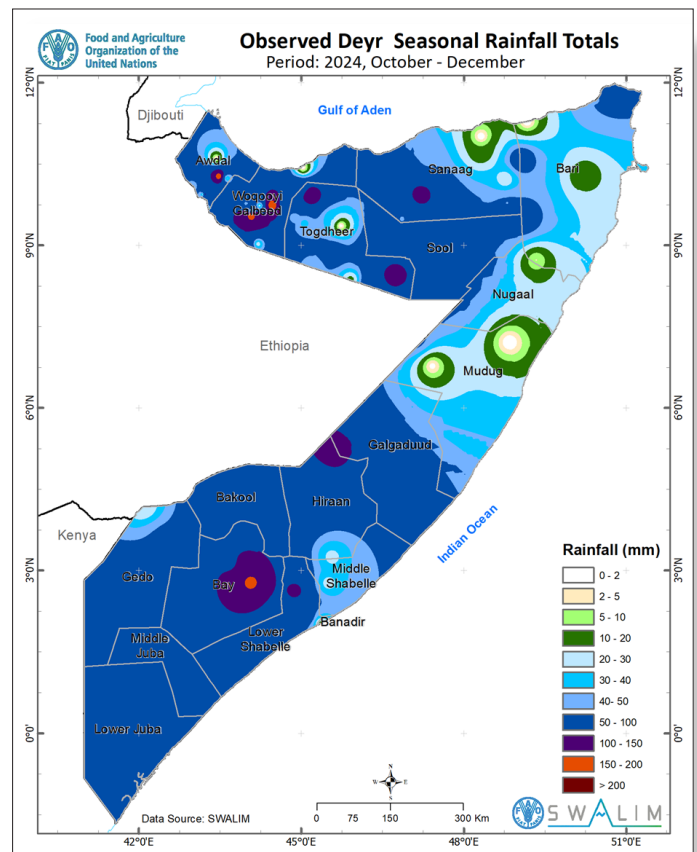 FAO
FIAT PANIS
Food and Agriculture
Organization of the
United Nations
Observed Deyr Seasonal Rainfall Totals
Period: 2024, October - December
12°0'N
12°0'N
Djibouti
Gulf of Aden
Awdal
Sanaag
Bari
Woqooyi
Galbeed
Togdheer
9°0'N
9°0'N
Sool
Nugaal
Ethiopia
Mudug
6°0'N
6°0'N
Galgaduud
Bakool
Hiraan
Kenya
Indian Ocean
Gedo
Bay
Middle
Shabelle
3°0'N
3°0'N
Banadir
Middle
Juba
Lower
Shabelle
Lower Juba
0°0'
0°0'
Rainfall (mm)
0 - 2
2 - 5
5 - 10
10 - 20
20 - 30
30 - 40
40- 50
50 - 100
100 - 150
150 - 200
> 200
N
W
E
S
0
75
150
300 Km
Data Source: SWALIM
FAO
SWALIM
42°0'E
45°0'E
48°0'E
51°0'E